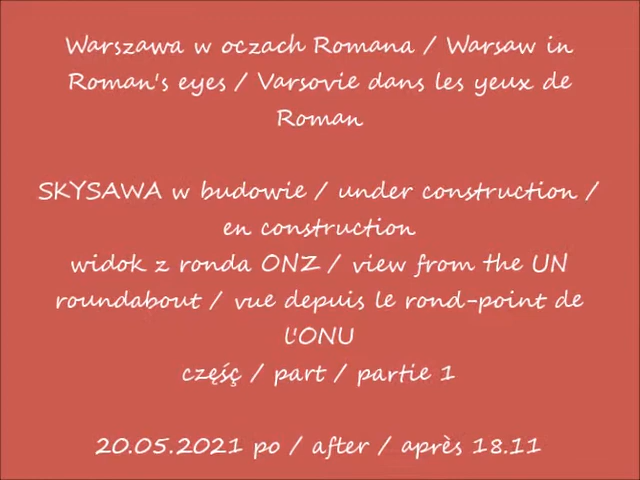 Warszawa w oczach Romana / Warsaw in
Roman's eyes / Varsovie dans les yeux de
Roman
SKYSAWA w budowie / under construction /
en construction
widok z ronda ONZ / view from the UN
roundabout / vue depuis le rond-point de
l'ONU
częśç / part / partie 1
20.05.2021 po / after / après 18.11